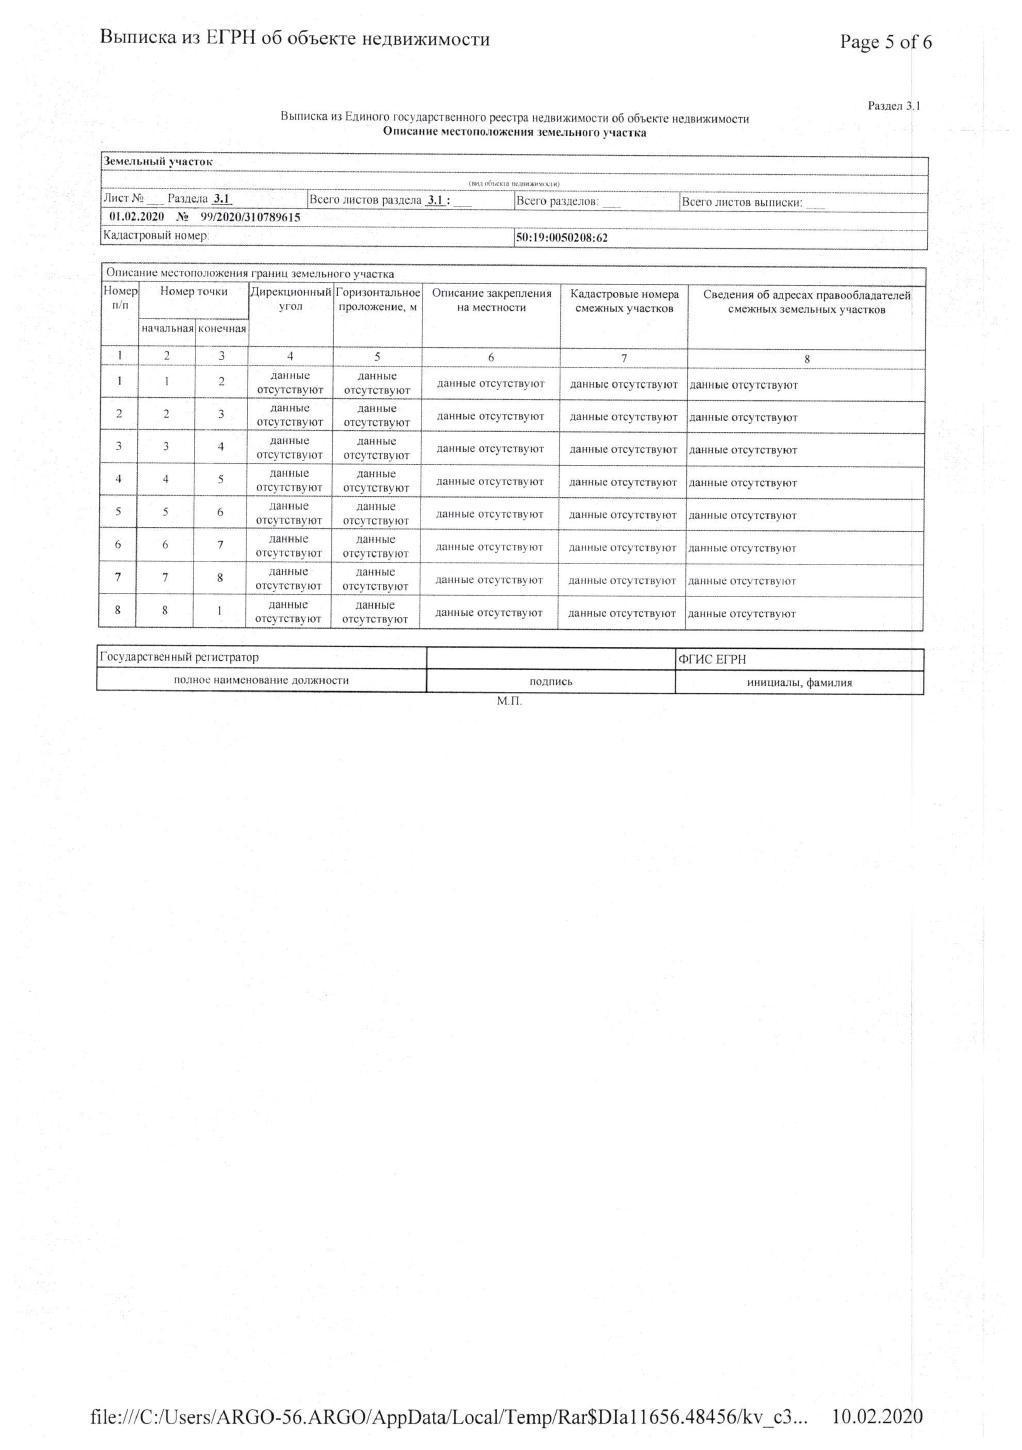 Выписка из ЕГРН об объекте недвижимости Page 5 of 6
Раздел 3.1
Выписка из Единого государственного реестра недвижимости об объекте недвижимости
Описание местоположения земельного участка
Земельный участок
(вид объекта недвижимости)
Лист № ___ Раздела 3.1 Всего листов раздела 3.1 : ___ Всего разделов: ___ Всего листов выписки: ___
01.02.2020 № 99/2020/310789615
Кадастровый номер: 50:19:0050208:62
Описание местоположения границ земельного участка
Номер Номер точки Дирекционный Горизонтальное Описание закрепления Кадастровые номера Сведения об адресах правообладателей
п/п угол проложение, м на местности смежных участков смежных земельных участков
начальная конечная
1 2 3 4 5 6 7 8
1 1 2 данные данные данные отсутствуют данные отсутствуют данные отсутствуют
отсутствуют отсутствуют
2 2 3 данные данные данные отсутствуют данные отсутствуют данные отсутствуют
отсутствуют отсутствуют
3 3 4 данные данные данные отсутствуют данные отсутствуют данные отсутствуют
отсутствуют отсутствуют
4 4 5 данные данные данные отсутствуют данные отсутствуют данные отсутствуют
отсутствуют отсутствуют
5 5 6 данные данные данные отсутствуют данные отсутствуют данные отсутствуют
отсутствуют отсутствуют
6 6 7 данные данные данные отсутствуют данные отсутствуют данные отсутствуют
отсутствуют отсутствуют
7 7 8 данные данные данные отсутствуют данные отсутствуют данные отсутствуют
отсутствуют отсутствуют
8 8 1 данные данные данные отсутствуют данные отсутствуют данные отсутствуют
отсутствуют отсутствуют
Государственный регистратор ФГИС ЕГРН
полное наименование должности подпись инициалы, фамилия
М.П.
file:///C:/Users/ARGO-56.ARGO/AppData/Local/Temp/Rar$DIa11656.48456/kv_c3... 10.02.2020